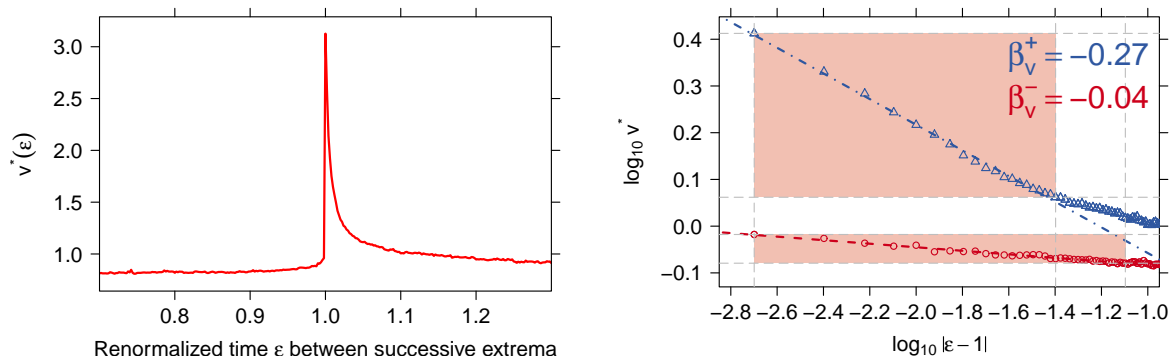 3.0
2.5
2.0
1.5
1.0
v*(ε)
0.8 0.9 1.0 1.1 1.2
Renormalized time ε between successive extrema
0.4
0.3
0.2
0.1
0.0
−0.1
log₁₀ v*
β_v^+ = −0.27
β_v^− = −0.04
−2.8 −2.6 −2.4 −2.2 −2.0 −1.8 −1.6 −1.4 −1.2 −1.0
log₁₀ |ε−1|